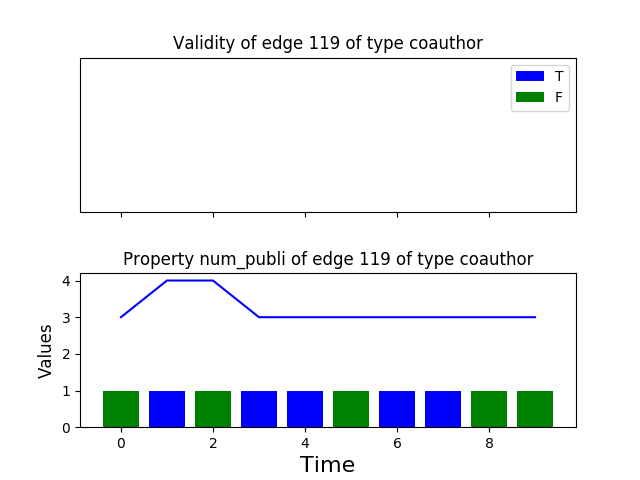 Validity of edge 119 of type coauthor
T
F
Property num_publi of edge 119 of type coauthor
4
3
2
1
0
Values
0 2 4 6 8
Time